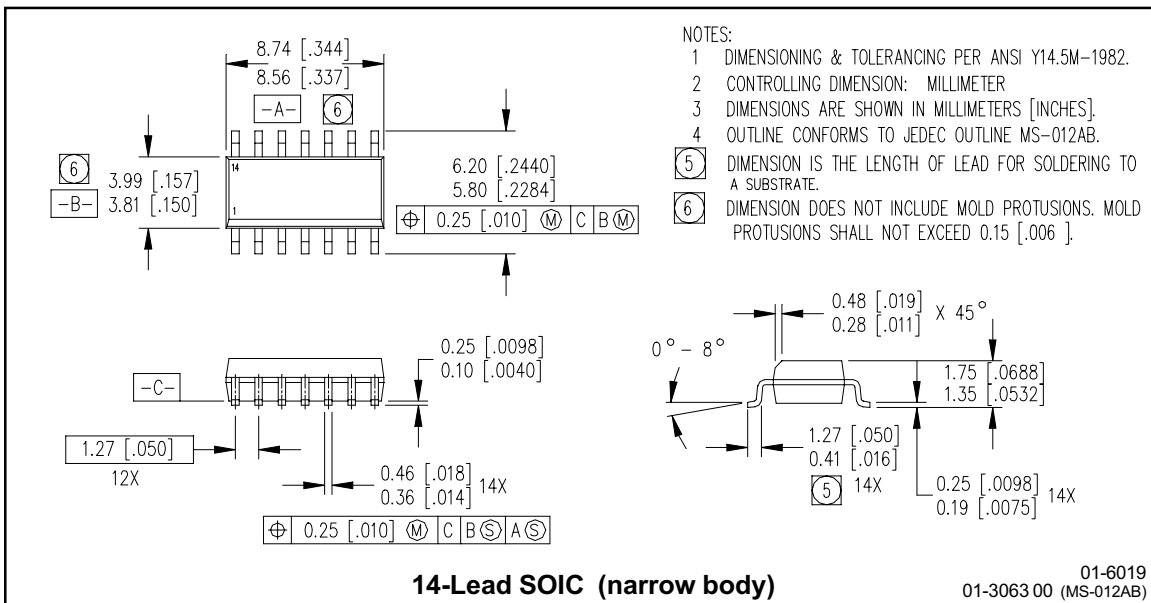 8.74 [.344]
8.56 [.337]
-A- 6
14
1
6
3.99 [.157]
3.81 [.150]
-B-
6.20 [.2440]
5.80 [.2284]
⌖ 0.25 [.010] Ⓜ C B Ⓜ
NOTES:
1 DIMENSIONING & TOLERANCING PER ANSI Y14.5M-1982.
2 CONTROLLING DIMENSION: MILLIMETER
3 DIMENSIONS ARE SHOWN IN MILLIMETERS [INCHES].
4 OUTLINE CONFORMS TO JEDEC OUTLINE MS-012AB.
5 DIMENSION IS THE LENGTH OF LEAD FOR SOLDERING TO
A SUBSTRATE.
6 DIMENSION DOES NOT INCLUDE MOLD PROTUSIONS. MOLD
PROTUSIONS SHALL NOT EXCEED 0.15 [.006 ].
-C-
0.25 [.0098]
0.10 [.0040]
1.27 [.050]
12X
0.46 [.018]
0.36 [.014] 14X
⌖ 0.25 [.010] Ⓜ C B Ⓢ A Ⓢ
0.48 [.019]
0.28 [.011] X 45°
0°-8°
1.75 [.0688]
1.35 [.0532]
1.27 [.050]
0.41 [.016]
5 14X
0.25 [.0098]
0.19 [.0075] 14X
14-Lead SOIC (narrow body)
01-6019
01-3063 00 (MS-012AB)